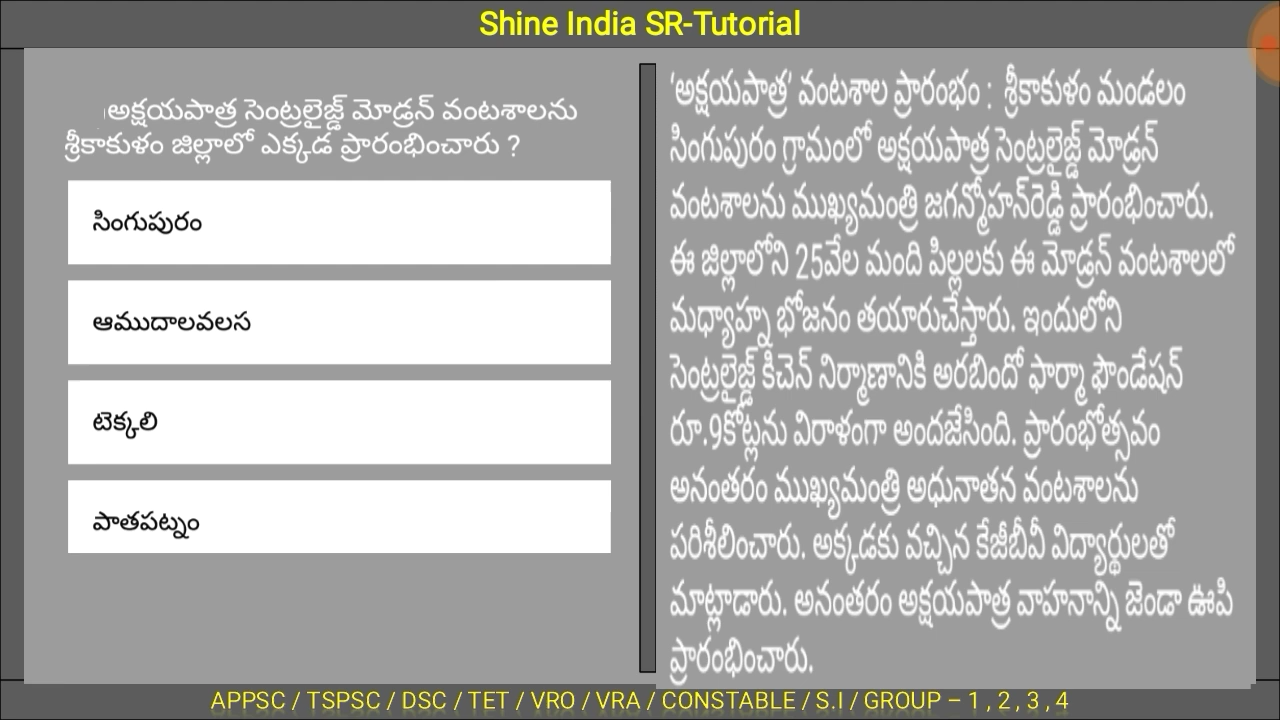 Shine India SR-Tutorial
అక్షయపాత్ర సెంట్రలైజ్డ్ మోడ్రన్ వంటశాలను
శ్రీకాకుళం జిల్లాలో ఎక్కడ ప్రారంభించారు ?
సింగుపురం
ఆముదాలవలస
టెక్కలి
పాతపట్నం
'అక్షయపాత్ర' వంటశాల ప్రారంభం : శ్రీకాకుళం మండలం
సింగుపురం గ్రామంలో అక్షయపాత్ర సెంట్రలైజ్డ్ మోడ్రన్
వంటశాలను ముఖ్యమంత్రి జగన్మోహన్‌రెడ్డి ప్రారంభించారు.
ఈ జిల్లాలోని 25వేల మంది పిల్లలకు ఈ మోడ్రన్ వంటశాలలో
మధ్యాహ్న భోజనం తయారుచేస్తారు. ఇందులోని
సెంట్రలైజ్డ్ కిచెన్ నిర్మాణానికి అరబిందో ఫార్మా ఫౌండేషన్
రూ.9కోట్లను విరాళంగా అందజేసింది. ప్రారంభోత్సవం
అనంతరం ముఖ్యమంత్రి అధునాతన వంటశాలను
పరిశీలించారు. అక్కడకు వచ్చిన కేజీబీవీ విద్యార్థులతో
మాట్లాడారు. అనంతరం అక్షయపాత్ర వాహనాన్ని జెండా ఊపి
ప్రారంభించారు.
APPSC / TSPSC / DSC / TET / VRO / VRA / CONSTABLE / S.I / GROUP – 1 , 2 , 3 , 4